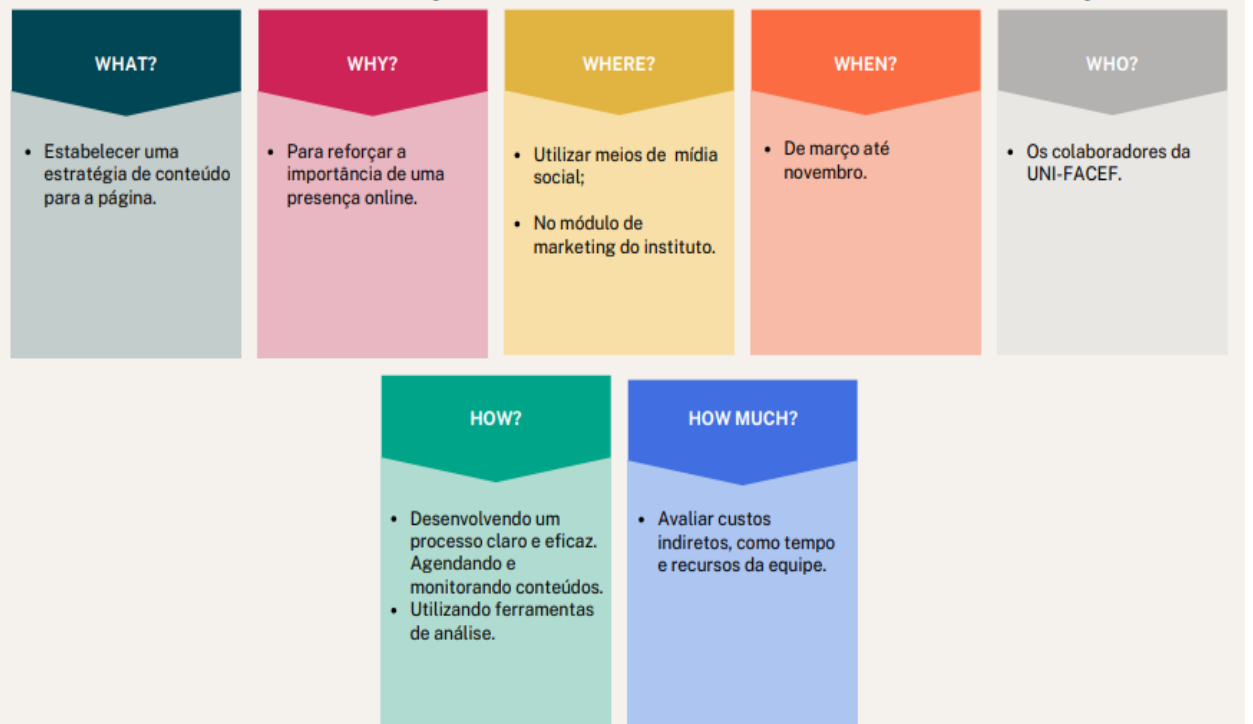 WHAT?
• Estabelecer uma
estratégia de conteúdo
para a página.
WHY?
• Para reforçar a
importância de uma
presença online.
WHERE?
• Utilizar meios de mídia
social;
• No módulo de
marketing do instituto.
WHEN?
• De março até
novembro.
WHO?
• Os colaboradores da
UNI-FACEF.
HOW?
• Desenvolvendo um
processo claro e eficaz.
Agendando e
monitorando conteúdos.
• Utilizando ferramentas
de análise.
HOW MUCH?
• Avaliar custos
indiretos, como tempo
e recursos da equipe.